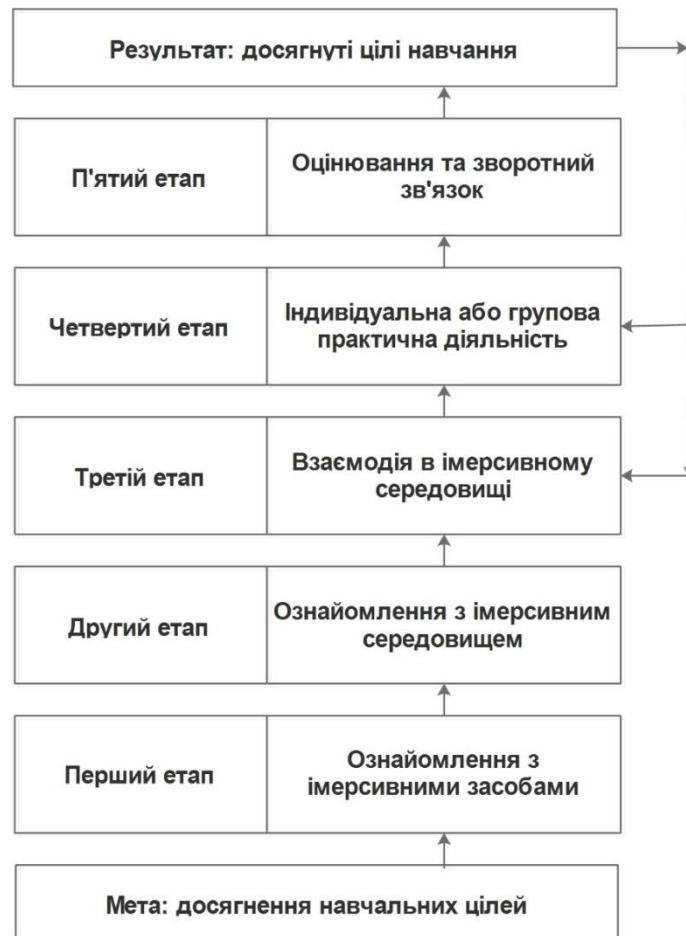 Результат: досягнуті цілі навчання
П'ятий етап
Оцінювання та зворотний
зв'язок
Четвертий етап
Індивідуальна або групова
практична діяльність
Третій етап
Взаємодія в імерсивному
середовищі
Другий етап
Ознайомлення з імерсивним
середовищем
Перший етап
Ознайомлення з
імерсивними засобами
Мета: досягнення навчальних цілей